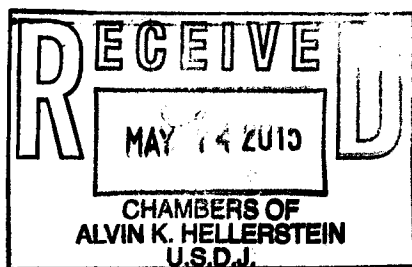 RECEIVED
MAY 14 2015
CHAMBERS OF
ALVIN K. HELLERSTEIN
U.S.D.J.